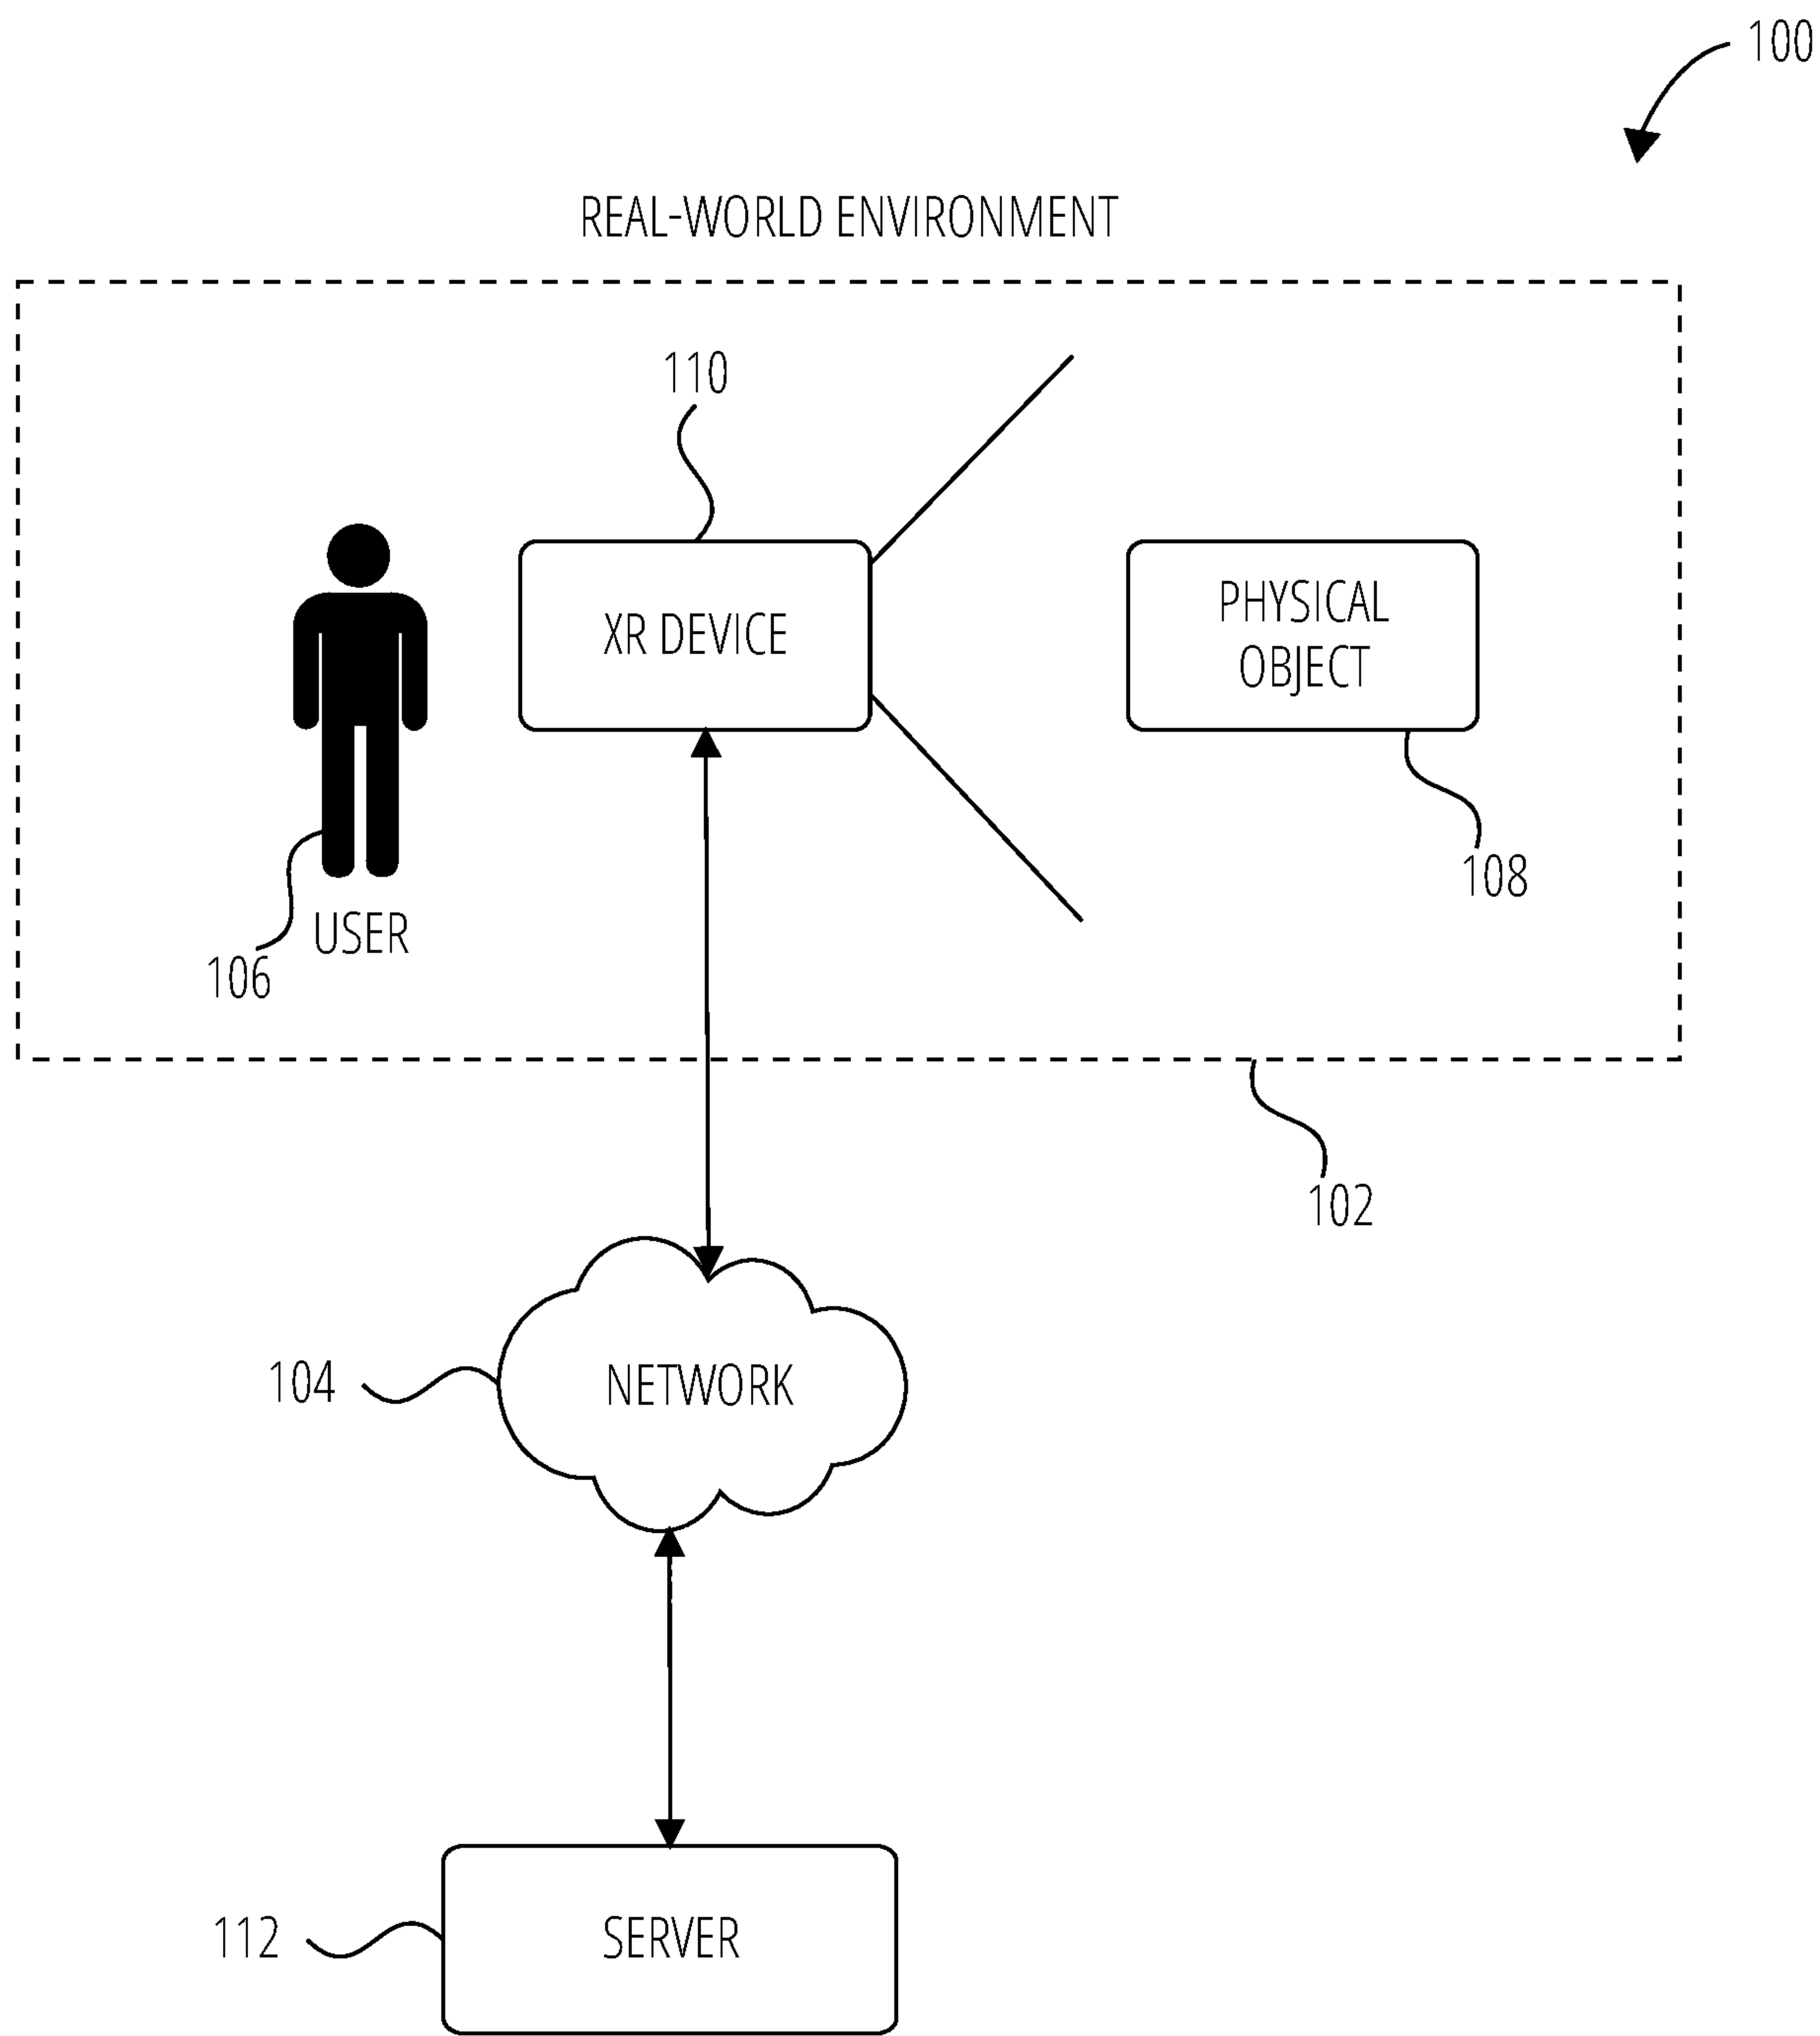 100
REAL-WORLD ENVIRONMENT
110
XR DEVICE
PHYSICAL
OBJECT
108
USER
106
102
104
NETWORK
112
SERVER